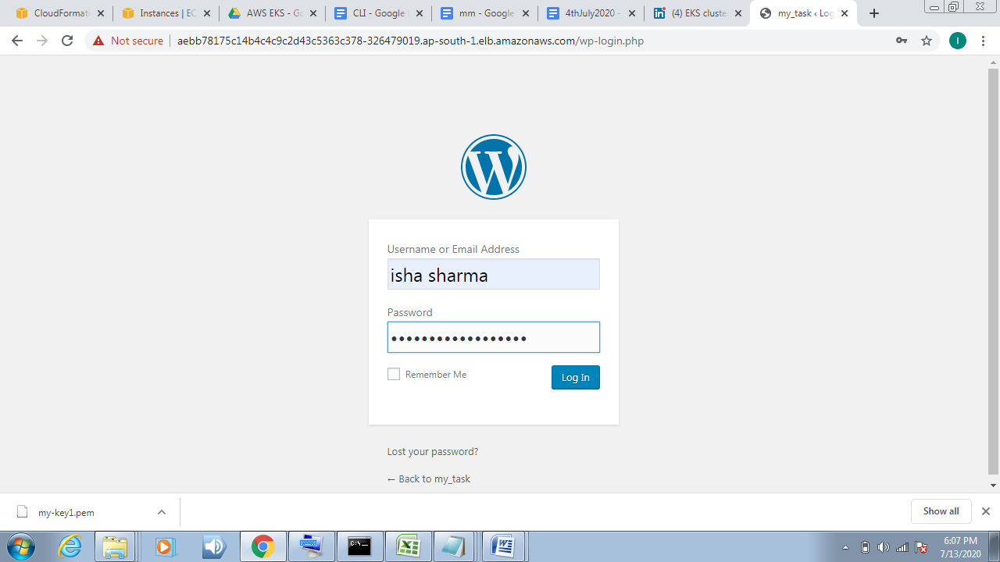 CloudFormati
Instances | EC
AWS EKS - Go
CLI - Google
mm - Google
4thJuly2020 -
(4) EKS cluste
my_task ‹ Log
Not secure
aebb78175c14b4c4c9c2d43c5363c378-326479019.ap-south-1.elb.amazonaws.com/wp-login.php
I
Username or Email Address
isha sharma
Password
••••••••••••••••••
Remember Me
Log In
Lost your password?
← Back to my_task
my-key1.pem
Show all
6:07 PM
7/13/2020